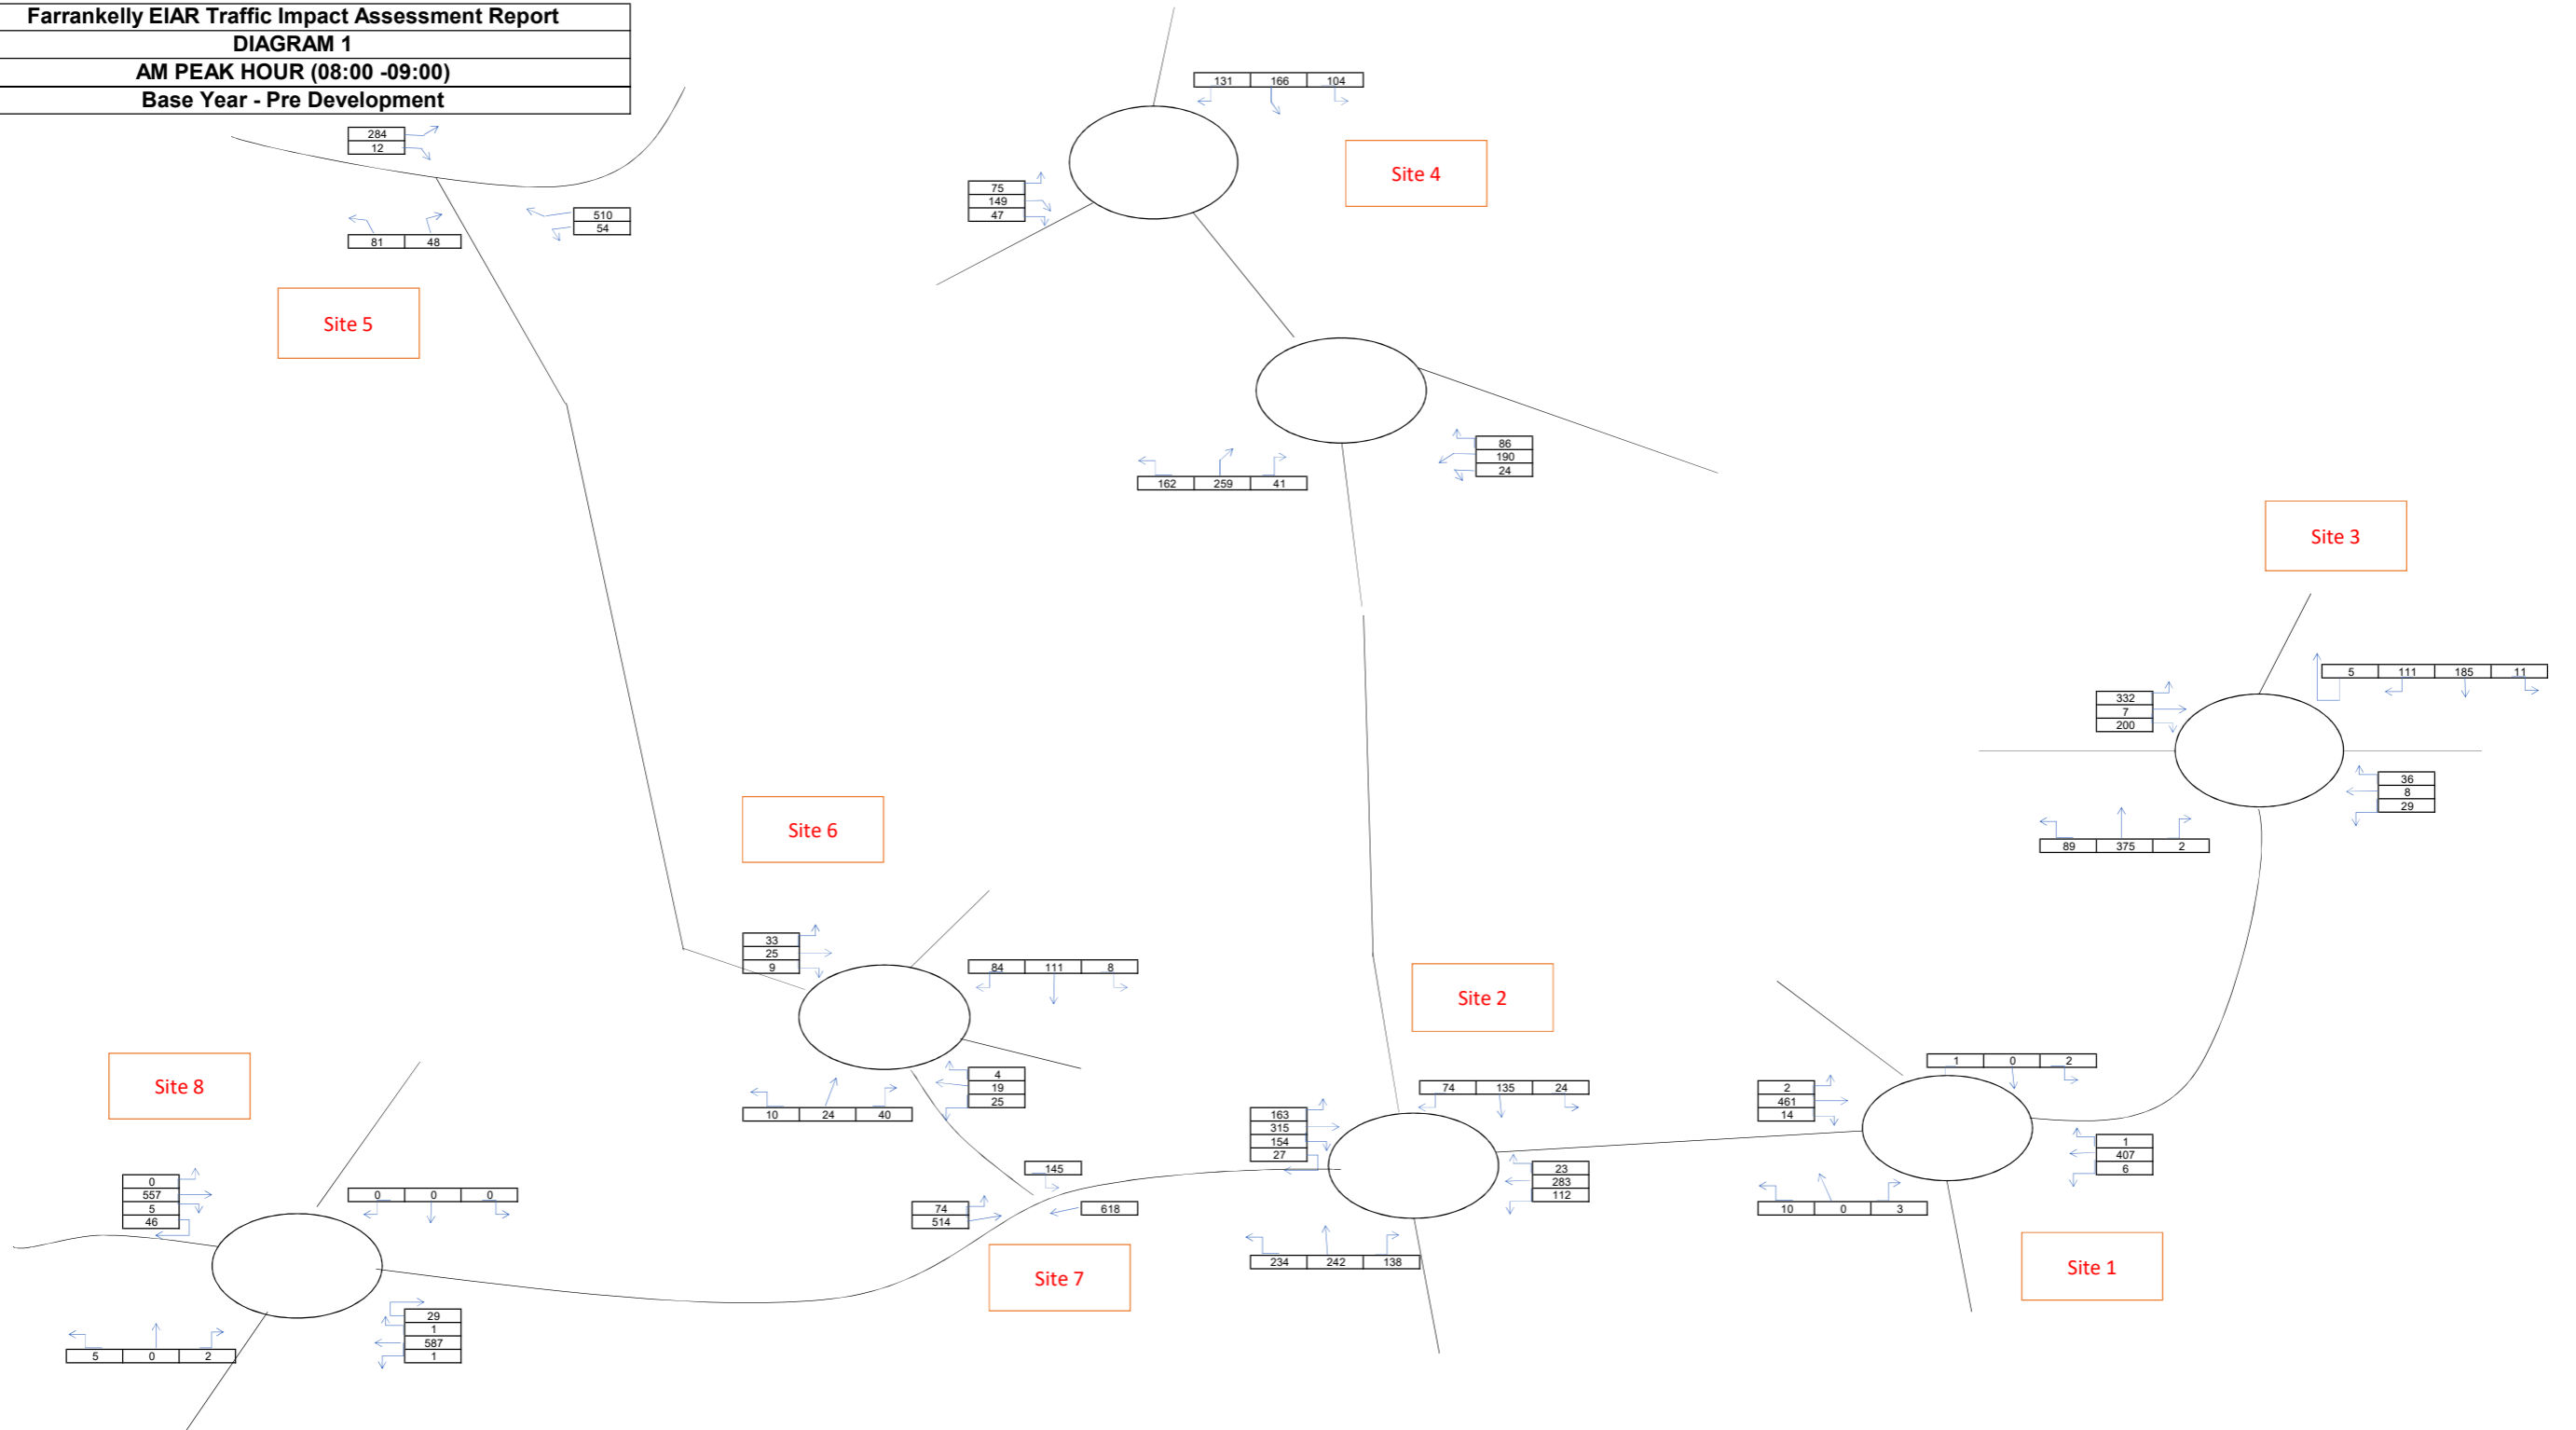 Farrankelly EIAR Traffic Impact Assessment Report
DIAGRAM 1
AM PEAK HOUR (08:00 -09:00)
Base Year - Pre Development
131 166 104
284
12
Site 4
75
149
47
510
54
81 48
Site 5
86
190
24
162 259 41
Site 3
5 111 185 11
332
7
200
36
8
29
89 375 2
Site 6
33
25
9
84 111 8
Site 2
4
19
25
10 24 40
Site 8
1 0 2
74 135 24
2
461
14
163
315
154
27
1
407
6
145
23
283
112
0
557
5
46
0 0 0
74
514
618
10 0 3
234 242 138
Site 7
Site 1
29
1
587
1
5 0 2